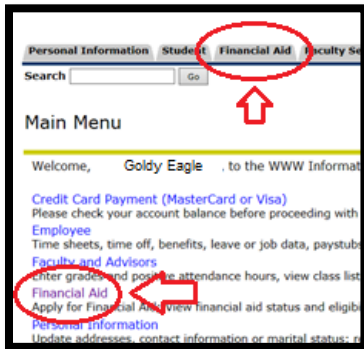 Personal Information Student Financial Aid Faculty Se
Search Go
Main Menu
Welcome, Goldy Eagle , to the WWW Informat
Credit Card Payment (MasterCard or Visa)
Please check your account balance before proceeding with
Employee
Time sheets, time off, benefits, leave or job data, paystubs
Faculty and Advisors
Enter grades and positive attendance hours, view class list
Financial Aid
Apply for Financial Aid; View financial aid status and eligibi
Personal Information
Update addresses, contact information or marital status; r